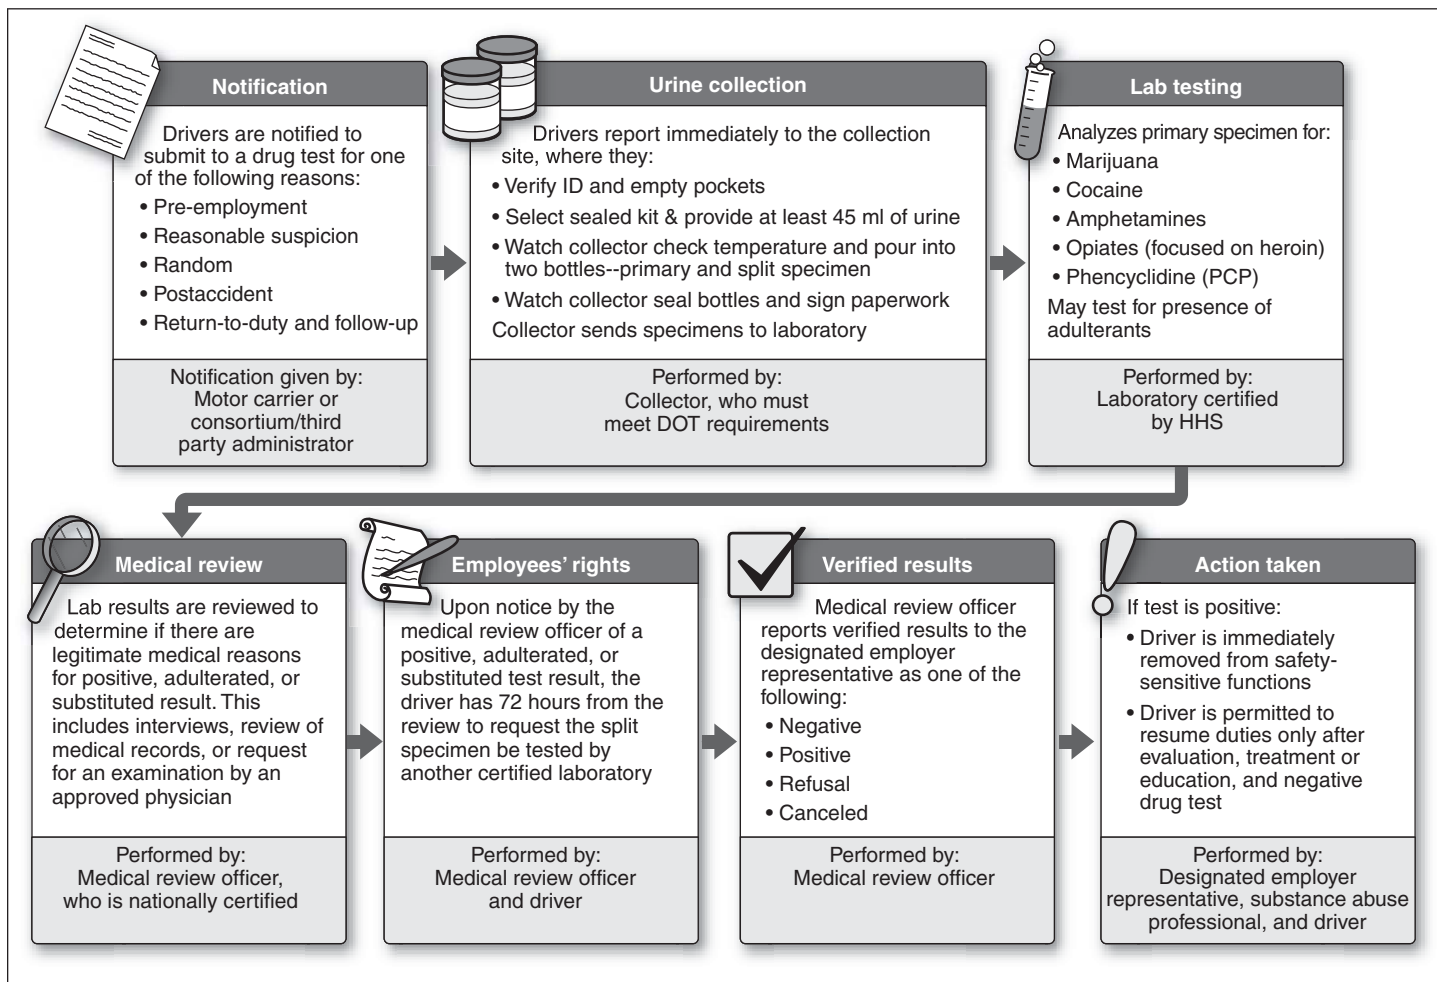 Notification
Drivers are notified to
submit to a drug test for one
of the following reasons:
• Pre-employment
• Reasonable suspicion
• Random
• Postaccident
• Return-to-duty and follow-up
Notification given by:
Motor carrier or
consortium/third
party administrator
Urine collection
Drivers report immediately to the collection
site, where they:
• Verify ID and empty pockets
• Select sealed kit & provide at least 45 ml of urine
• Watch collector check temperature and pour into
two bottles--primary and split specimen
• Watch collector seal bottles and sign paperwork
Collector sends specimens to laboratory
Performed by:
Collector, who must
meet DOT requirements
Lab testing
Analyzes primary specimen for:
• Marijuana
• Cocaine
• Amphetamines
• Opiates (focused on heroin)
• Phencyclidine (PCP)
May test for presence of
adulterants
Performed by:
Laboratory certified
by HHS
Medical review
Lab results are reviewed to
determine if there are
legitimate medical reasons
for positive, adulterated, or
substituted result. This
includes interviews, review of
medical records, or request
for an examination by an
approved physician
Performed by:
Medical review officer,
who is nationally certified
Employees' rights
Upon notice by the
medical review officer of a
positive, adulterated, or
substituted test result, the
driver has 72 hours from the
review to request the split
specimen be tested by
another certified laboratory
Performed by:
Medical review officer
and driver
Verified results
Medical review officer
reports verified results to the
designated employer
representative as one of the
following:
• Negative
• Positive
• Refusal
• Canceled
Performed by:
Medical review officer
Action taken
If test is positive:
• Driver is immediately
removed from safety-
sensitive functions
• Driver is permitted to
resume duties only after
evaluation, treatment or
education, and negative
drug test
Performed by:
Designated employer
representative, substance abuse
professional, and driver